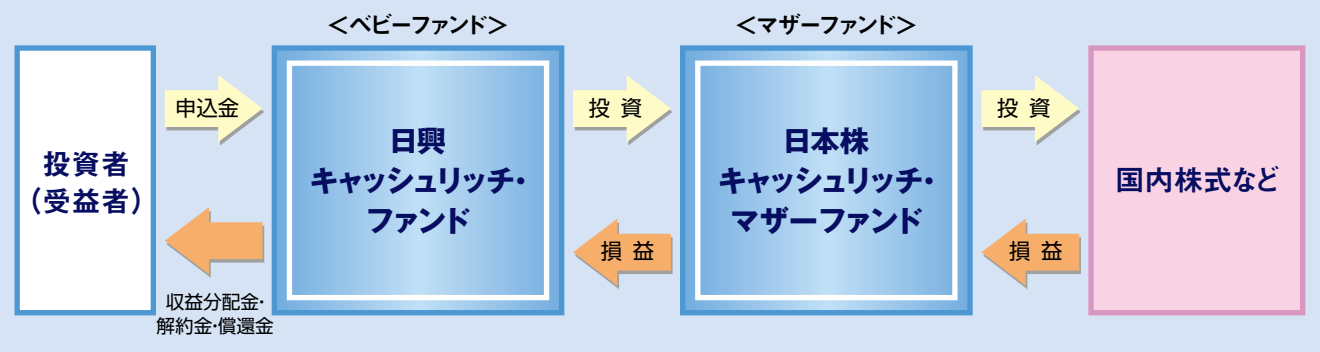 ＜ベビーファンド＞
＜マザーファンド＞
投資者
（受益者）
申込金
収益分配金・
解約金・償還金
日興
キャッシュリッチ・
ファンド
投 資
損 益
日本株
キャッシュリッチ・
マザーファンド
投 資
損 益
国内株式など